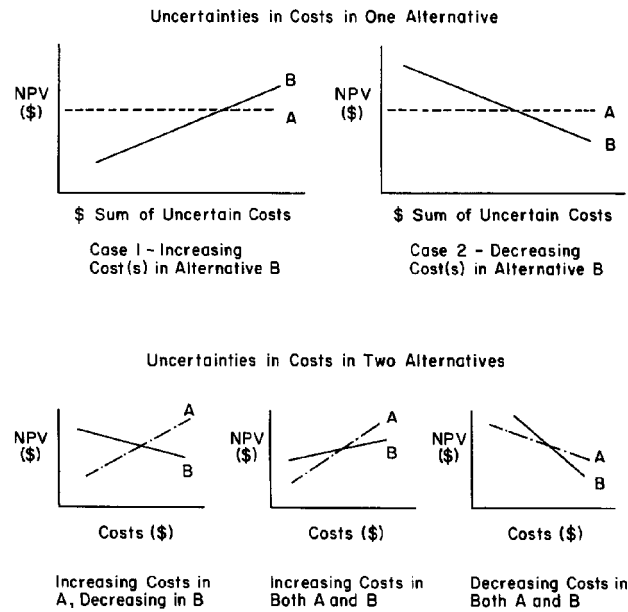 Uncertainties in Costs in One Alternative
NPV
($)
B
A
$ Sum of Uncertain Costs
Case 1 - Increasing
Cost(s) in Alternative B
NPV
($)
A
B
$ Sum of Uncertain Costs
Case 2 - Decreasing
Cost(s) in Alternative B
Uncertainties in Costs in Two Alternatives
NPV
($)
A
B
Costs ($)
Increasing Costs in
A, Decreasing in B
NPV
($)
A
B
Costs ($)
Increasing Costs in
Both A and B
NPV
($)
A
B
Costs ($)
Decreasing Costs in
Both A and B